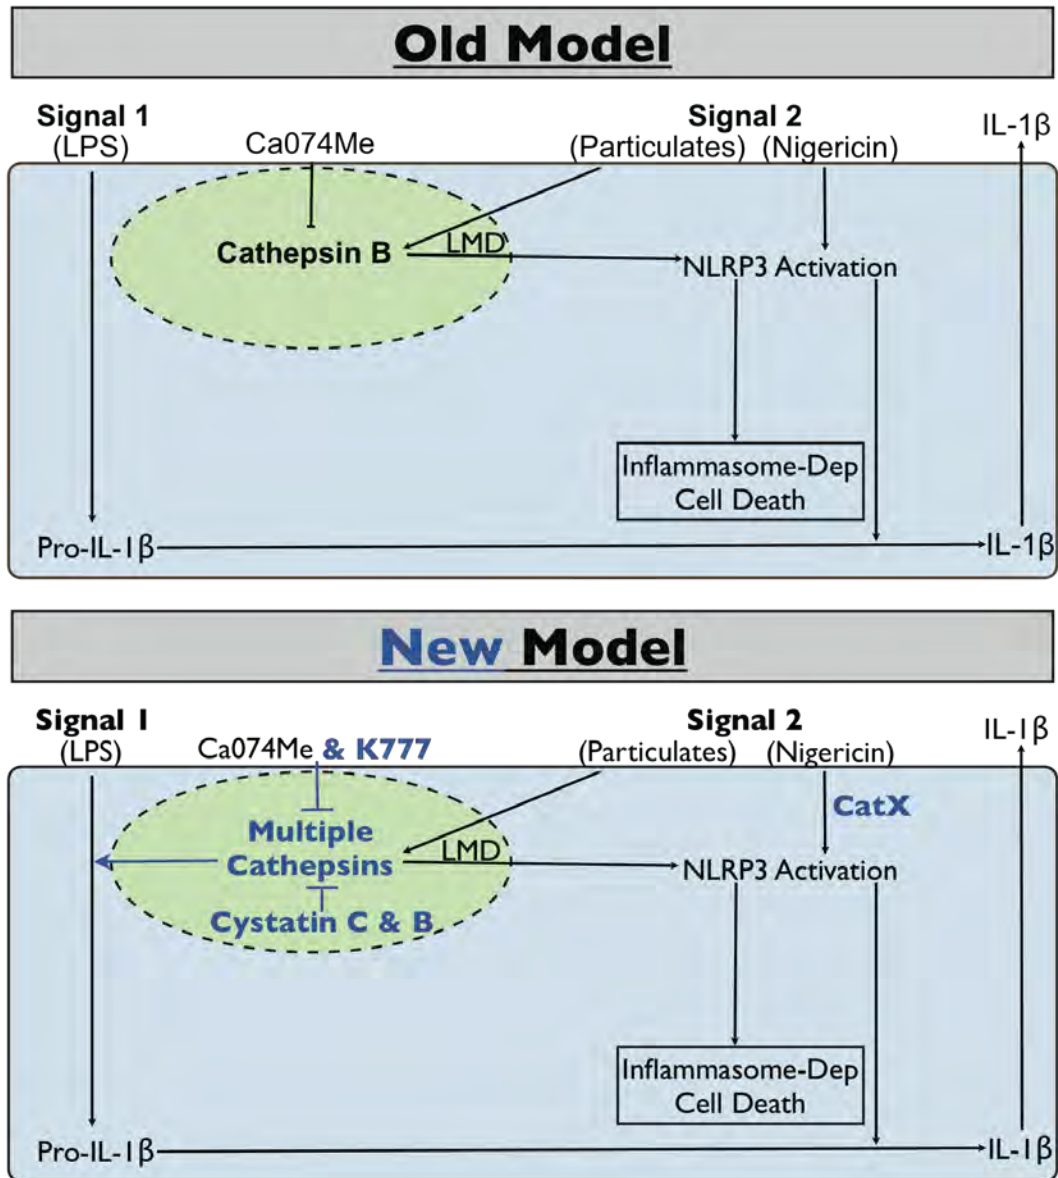 Old Model
Signal 1
(LPS)
Ca074Me
Signal 2
(Particulates) (Nigericin)
IL-1β
Cathepsin B
LMD
NLRP3 Activation
Inflammasome-Dep
Cell Death
Pro-IL-1β
IL-1β
New Model
Signal 1
(LPS)
Ca074Me & K777
Signal 2
(Particulates) (Nigericin)
IL-1β
CatX
Multiple
Cathepsins
LMD
NLRP3 Activation
Cystatin C & B
Inflammasome-Dep
Cell Death
Pro-IL-1β
IL-1β